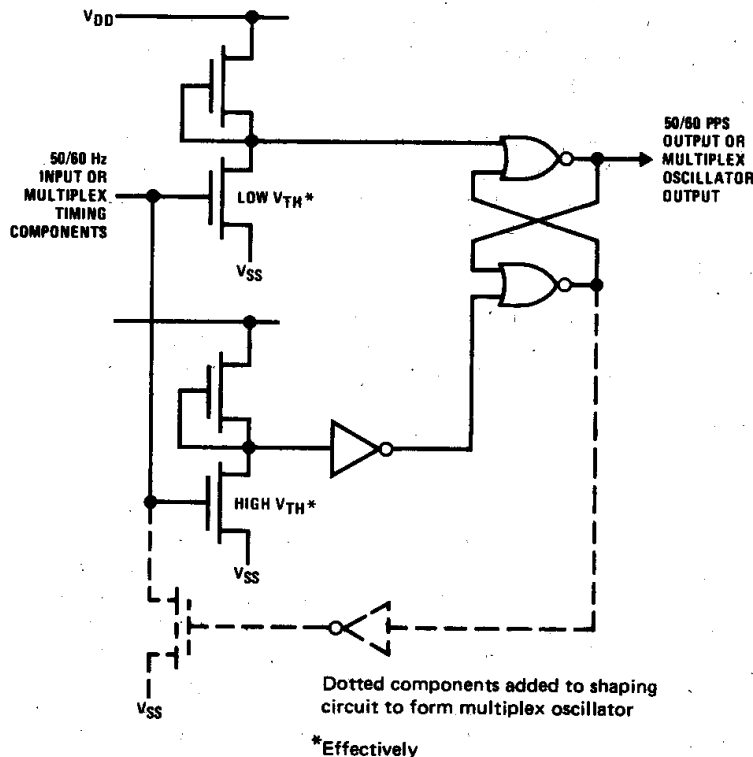 VDD
50/60 Hz
INPUT OR
MULTIPLEX
TIMING
COMPONENTS
LOW VTH*
VSS
50/60 PPS
OUTPUT OR
MULTIPLEX
OSCILLATOR
OUTPUT
HIGH VTH*
VSS
VSS
Dotted components added to shaping
circuit to form multiplex oscillator
*Effectively